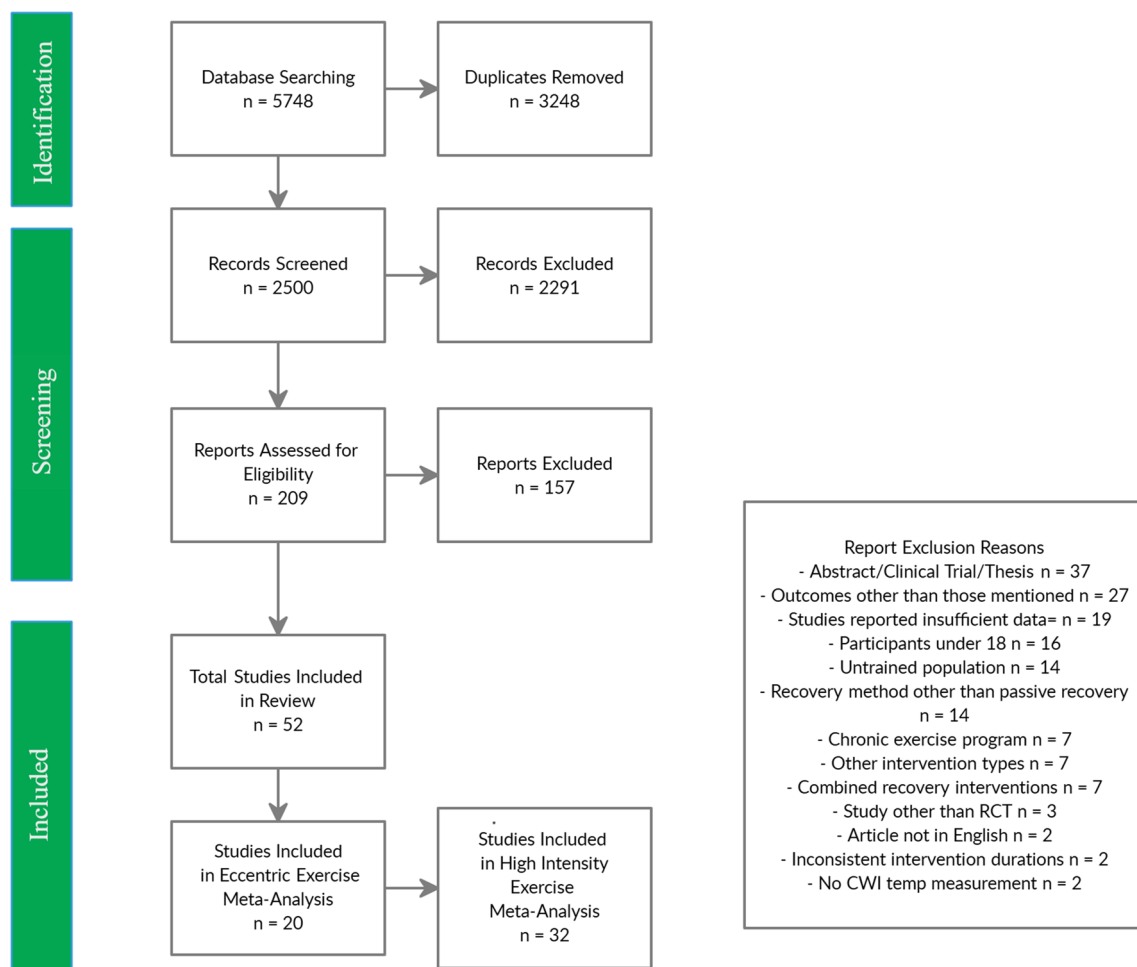 Identification
Database Searching
n = 5748
Duplicates Removed
n = 3248
Screening
Records Screened
n = 2500
Records Excluded
n = 2291
Reports Assessed for
Eligibility
n = 209
Reports Excluded
n = 157
Included
Total Studies Included
in Review
n = 52
Studies Included
in Eccentric Exercise
Meta-Analysis
n = 20
Studies Included
in High Intensity
Exercise
Meta-Analysis
n = 32
Report Exclusion Reasons
- Abstract/Clinical Trial/Thesis n = 37
- Outcomes other than those mentioned n = 27
- Studies reported insufficient data= n = 19
- Participants under 18 n = 16
- Untrained population n = 14
- Recovery method other than passive recovery
n = 14
- Chronic exercise program n = 7
- Other intervention types n = 7
- Combined recovery interventions n = 7
- Study other than RCT n = 3
- Article not in English n = 2
- Inconsistent intervention durations n = 2
- No CWI temp measurement n = 2